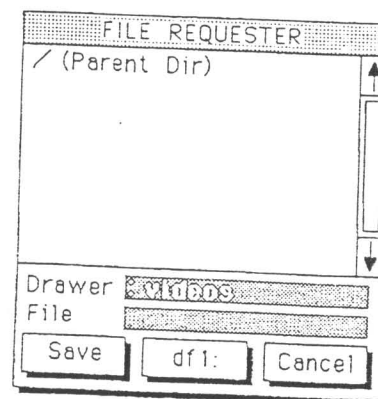 FILE REQUESTER
/ (Parent Dir)
Drawer : videos
File
Save df1: Cancel